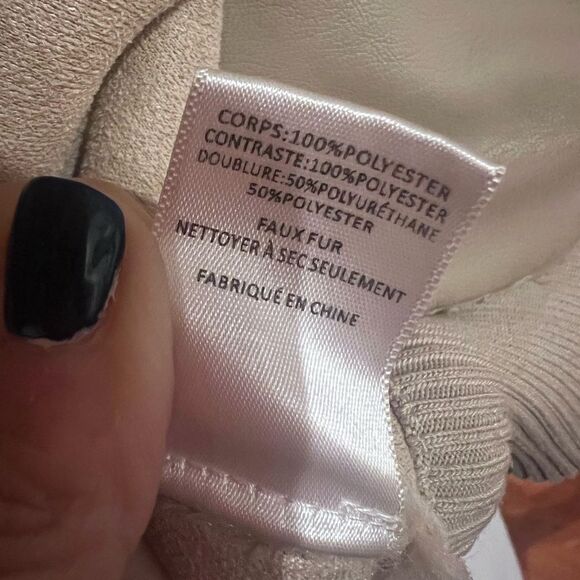 CORPS:100%POLYESTER
CONTRASTE:100%POLYESTER
DOUBLURE:50%POLYURÉTHANE
50%POLYESTER
FAUX FUR
NETTOYER À SEC SEULEMENT
FABRIQUÉ EN CHINE